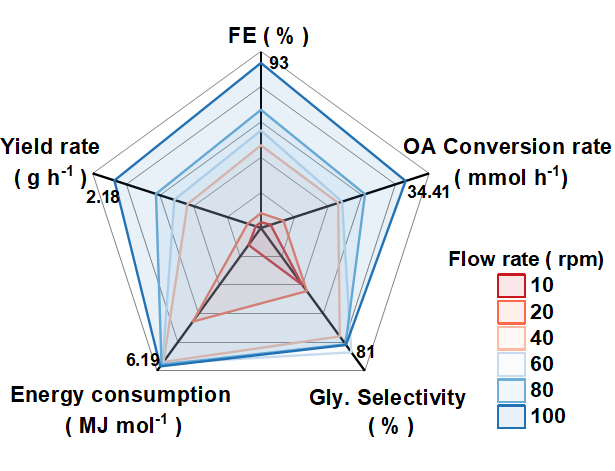 FE ( % )
93
Yield rate
( g h⁻¹ )
2.18
OA Conversion rate
( mmol h⁻¹)
34.41
Flow rate ( rpm)
10
20
40
60
80
100
6.19
81
Energy consumption
( MJ mol⁻¹ )
Gly. Selectivity
( % )